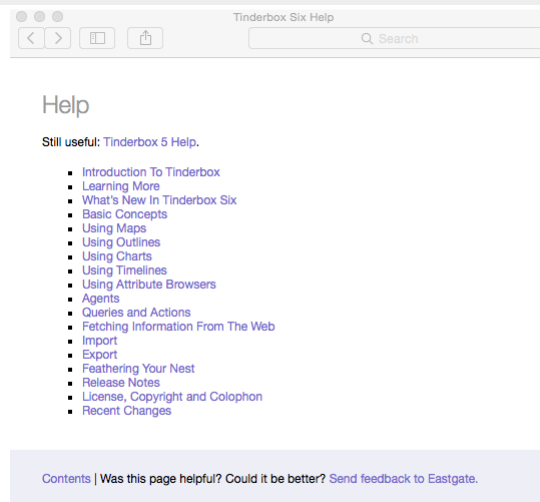 Tinderbox Six Help
Search
Help
Still useful: Tinderbox 5 Help.
Introduction To Tinderbox
Learning More
What's New In Tinderbox Six
Basic Concepts
Using Maps
Using Outlines
Using Charts
Using Timelines
Using Attribute Browsers
Agents
Queries and Actions
Fetching Information From The Web
Import
Export
Feathering Your Nest
Release Notes
License, Copyright and Colophon
Recent Changes
Contents | Was this page helpful? Could it be better? Send feedback to Eastgate.